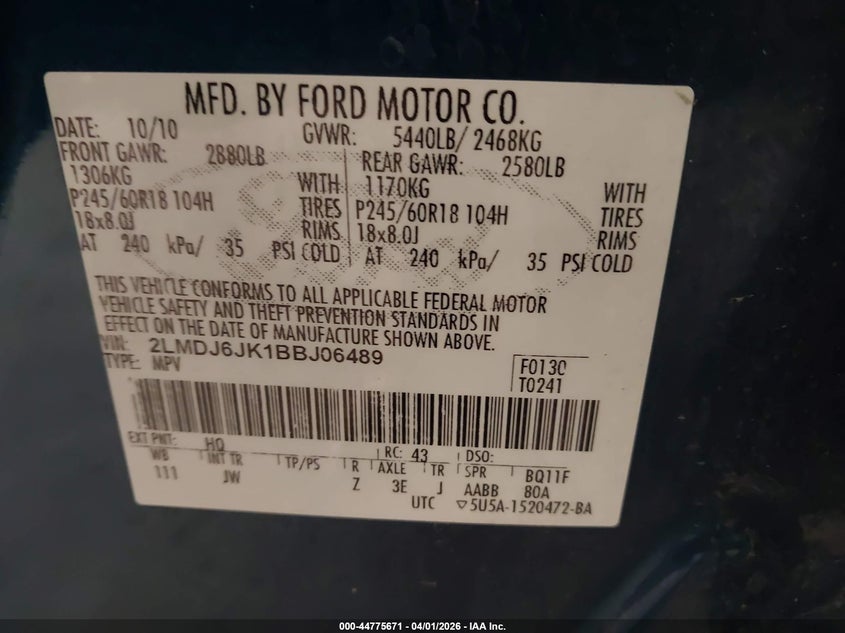 MFD. BY FORD MOTOR CO.
DATE: 10/10 GVWR: 5440LB/ 2468KG
FRONT GAWR: 2880LB REAR GAWR: 2580LB
1306KG WITH 1170KG WITH
P245/60R18 104H TIRES P245/60R18 104H TIRES
18x8.0J RIMS 18x8.0J RIMS
AT 240 kPa/ 35 PSI COLD AT 240 kPa/ 35 PSI COLD
THIS VEHICLE CONFORMS TO ALL APPLICABLE FEDERAL MOTOR
VEHICLE SAFETY AND THEFT PREVENTION STANDARDS IN
EFFECT ON THE DATE OF MANUFACTURE SHOWN ABOVE.
VIN: 2LMDJ6JK1BBJ06489
TYPE: MPV
F0130
T0241
EXT PNT: HQ RC: 43 DSO:
WB INT TR TP/PS R AXLE TR SPR BQ11F
111 JW Z 3E J AABB 80A
UTC ▽5U5A-1520472-BA
000-44775671 | 04/01/2026 | IAA Inc.